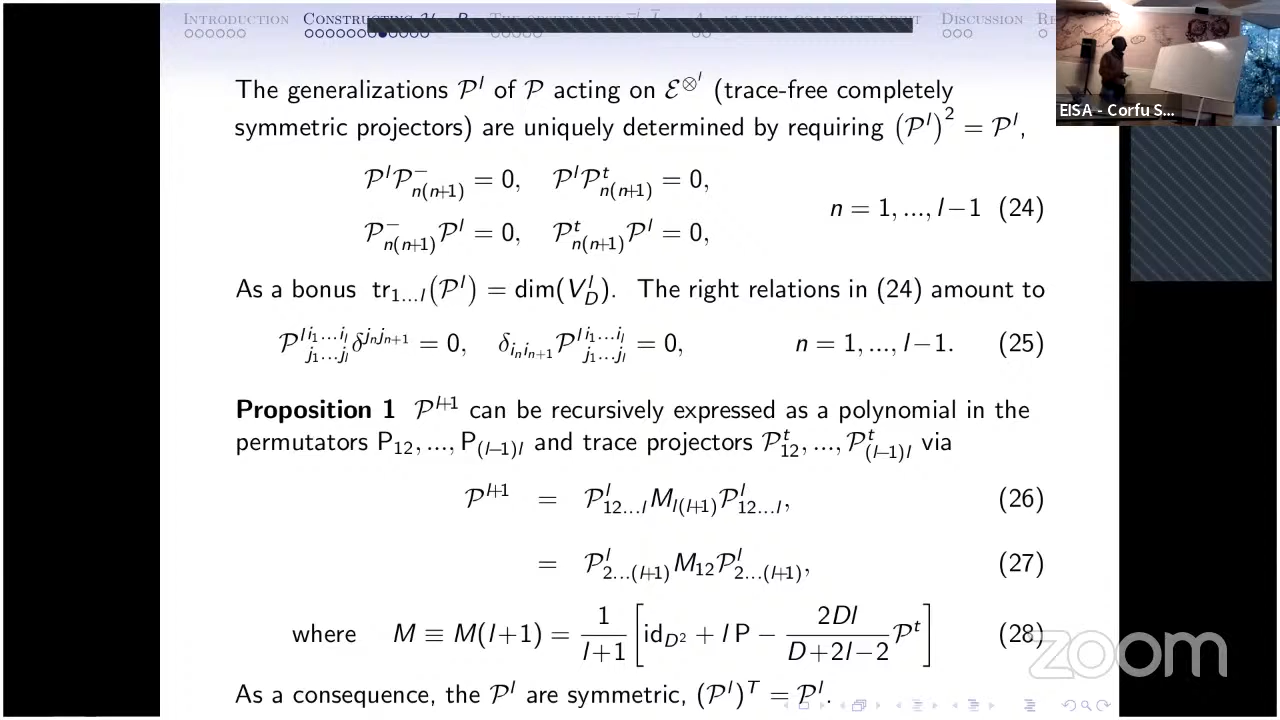 INTRODUCTION CONSTRUCTING DISCUSSION
EISA - Corfu S...
The generalizations 𝒫^l of 𝒫 acting on ℰ^{⊗^l} (trace-free completely
symmetric projectors) are uniquely determined by requiring (𝒫^l)^2 = 𝒫^l,
𝒫^l 𝒫^-_{n(n+1)} = 0, 𝒫^l 𝒫^t_{n(n+1)} = 0,
n = 1, ..., l−1 (24)
𝒫^-_{n(n+1)} 𝒫^l = 0, 𝒫^t_{n(n+1)} 𝒫^l = 0,
As a bonus tr_{1...l}(𝒫^l) = dim(V^l_D). The right relations in (24) amount to
𝒫^{l i_1...i_l}_{j_1...j_l} δ^{j_n j_{n+1}} = 0, δ_{i_n i_{n+1}} 𝒫^{l i_1...i_l}_{j_1...j_l} = 0, n = 1, ..., l−1. (25)
Proposition 1 𝒫^{l+1} can be recursively expressed as a polynomial in the
permutators P_{12}, ..., P_{(l−1)l} and trace projectors 𝒫^t_{12}, ..., 𝒫^t_{(l−1)l} via
𝒫^{l+1} = 𝒫^l_{12...l} M_{l(l+1)} 𝒫^l_{12...l}, (26)
= 𝒫^l_{2...(l+1)} M_{12} 𝒫^l_{2...(l+1)}, (27)
where M ≡ M(l+1) = \frac{1}{l+1} [id_{D^2} + l P − \frac{2Dl}{D+2l−2} 𝒫^t] (28)
As a consequence, the 𝒫^l are symmetric, (𝒫^l)^T = 𝒫^l.
zoom